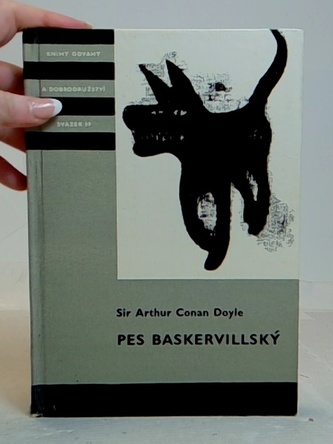 KNIHY ODVAHY
A DOBRODRUŽSTVÍ
SVAZEK 59
Sir Arthur Conan Doyle
PES BASKERVILLSKÝ